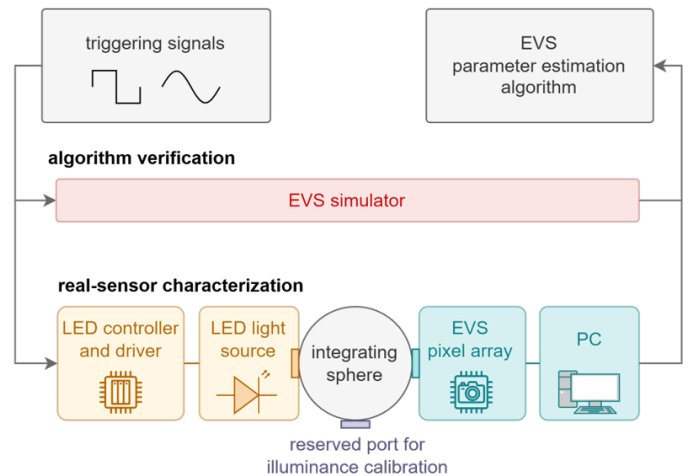 triggering signals
EVS
parameter estimation
algorithm
algorithm verification
EVS simulator
real-sensor characterization
LED controller
and driver
LED light
source
integrating
sphere
EVS
pixel array
PC
reserved port for
illuminance calibration